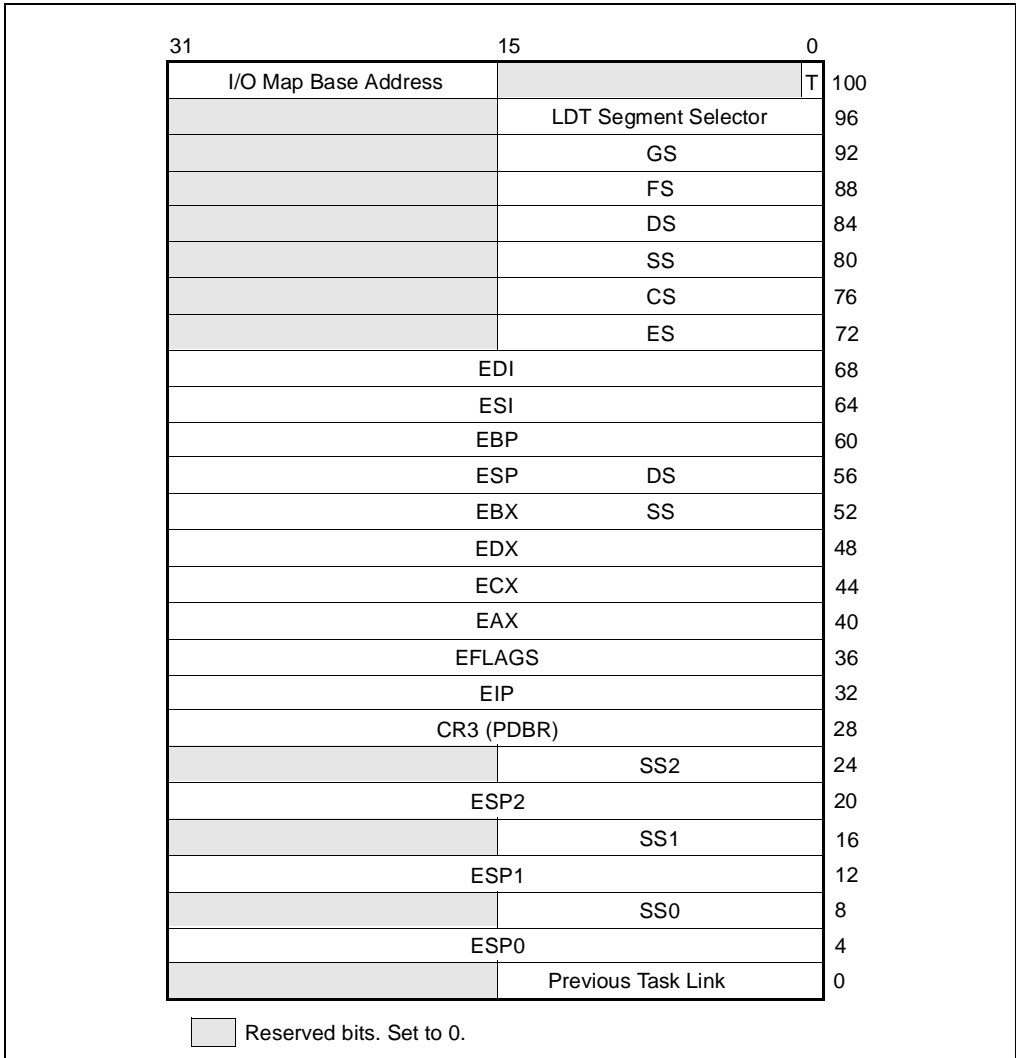 31 15 0
I/O Map Base Address T 100
LDT Segment Selector 96
GS 92
FS 88
DS 84
SS 80
CS 76
ES 72
EDI 68
ESI 64
EBP 60
ESP DS 56
EBX SS 52
EDX 48
ECX 44
EAX 40
EFLAGS 36
EIP 32
CR3 (PDBR) 28
SS2 24
ESP2 20
SS1 16
ESP1 12
SS0 8
ESP0 4
Previous Task Link 0
Reserved bits. Set to 0.